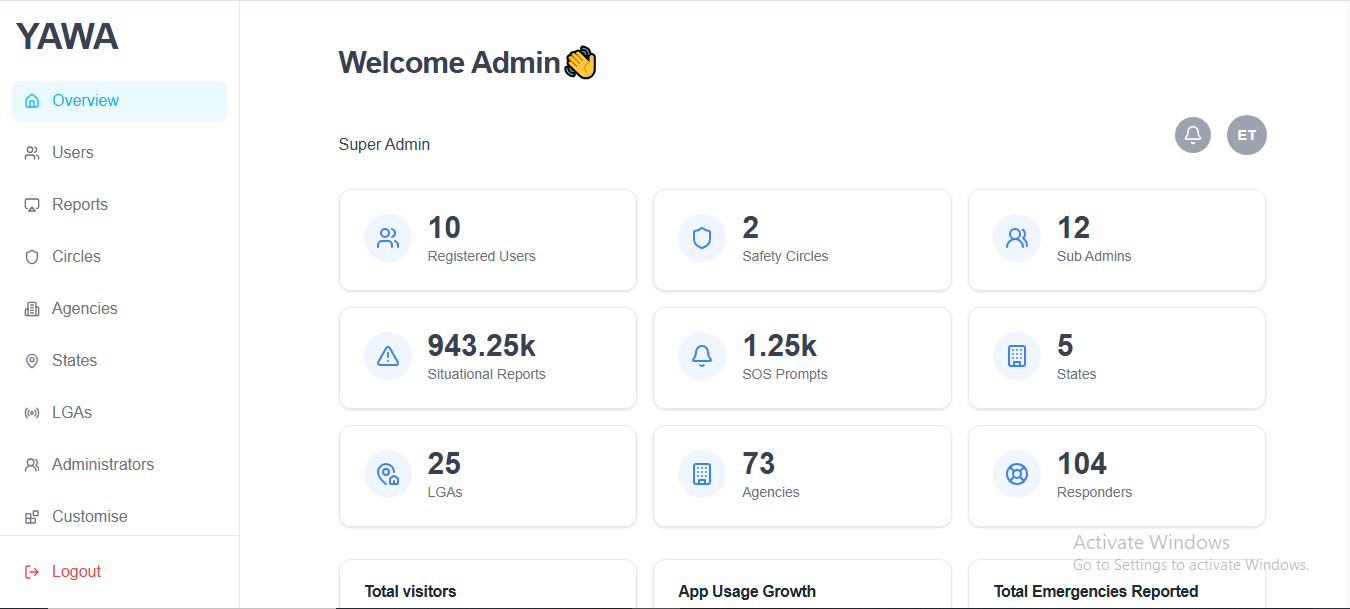 YAWA
Overview
Users
Reports
Circles
Agencies
States
LGAs
Administrators
Customise
Logout
Welcome Admin👋
Super Admin
ET
10
Registered Users
2
Safety Circles
12
Sub Admins
943.25k
Situational Reports
1.25k
SOS Prompts
5
States
25
LGAs
73
Agencies
104
Responders
Total visitors
App Usage Growth
Total Emergencies Reported
Activate Windows
Go to Settings to activate Windows.